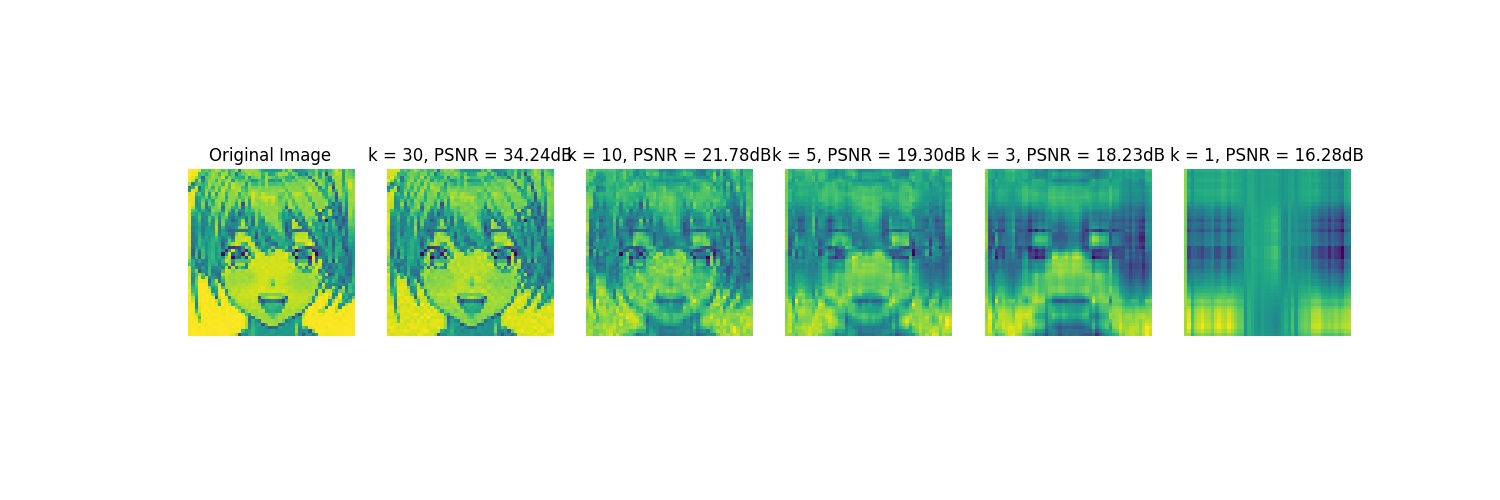 Original Image
k = 30, PSNR = 34.24dB
k = 10, PSNR = 21.78dB
k = 5, PSNR = 19.30dB
k = 3, PSNR = 18.23dB
k = 1, PSNR = 16.28dB